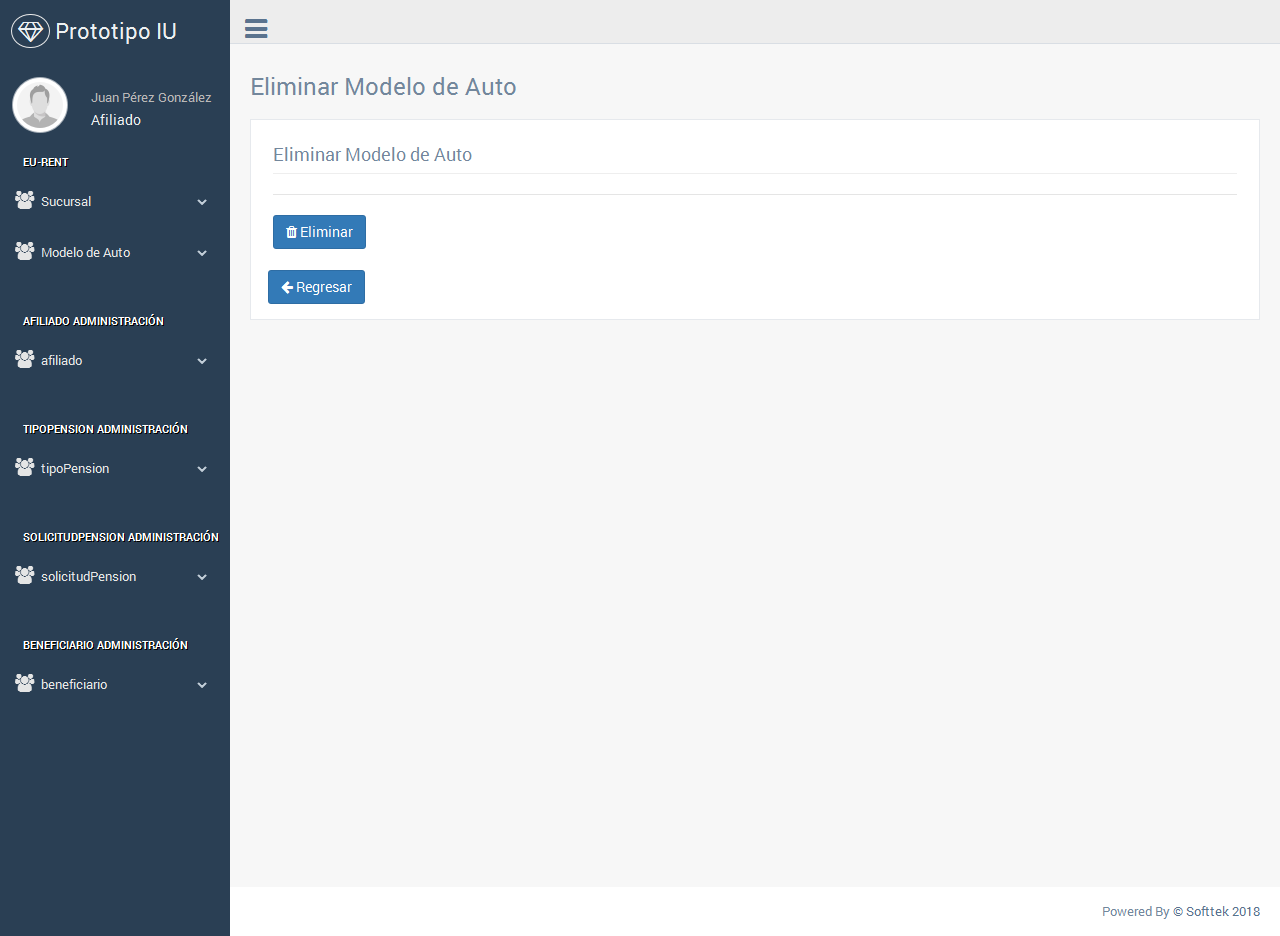 Prototipo IU
Juan Pérez González
Afiliado
EU-RENT
Sucursal
Modelo de Auto
AFILIADO ADMINISTRACIÓN
afiliado
TIPOPENSION ADMINISTRACIÓN
tipoPension
SOLICITUDPENSION ADMINISTRACIÓN
solicitudPension
BENEFICIARIO ADMINISTRACIÓN
beneficiario
Eliminar Modelo de Auto
Eliminar Modelo de Auto
Eliminar
Regresar
Powered By © Softtek 2018